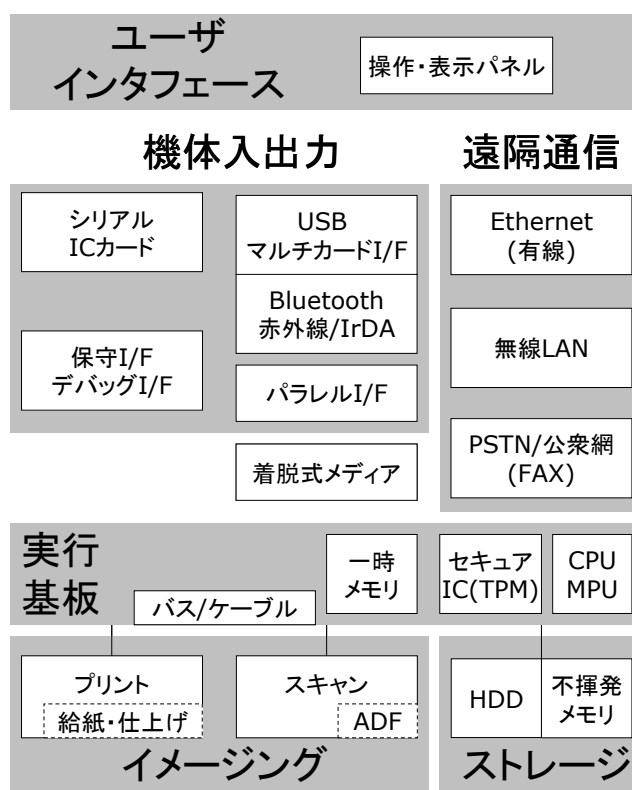 ユーザ
インタフェース
操作・表示パネル
機体入出力
遠隔通信
シリアル
ICカード
USB
マルチカードI/F
Bluetooth
赤外線/IrDA
保守I/F
デバッグI/F
パラレルI/F
着脱式メディア
Ethernet
(有線)
無線LAN
PSTN/公衆網
(FAX)
実行
基板
バス/ケーブル
一時
メモリ
セキュア
IC(TPM)
CPU
MPU
プリント
給紙・仕上げ
スキャン
ADF
イメージング
HDD
不揮発
メモリ
ストレージ